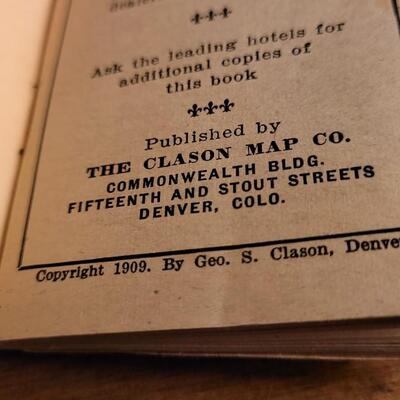 Ask the leading hotels for
additional copies of
this book
Published by
THE CLASON MAP CO.
COMMONWEALTH BLDG.
FIFTEENTH AND STOUT STREETS
DENVER, COLO.
Copyright 1909. By Geo. S. Clason, Denver